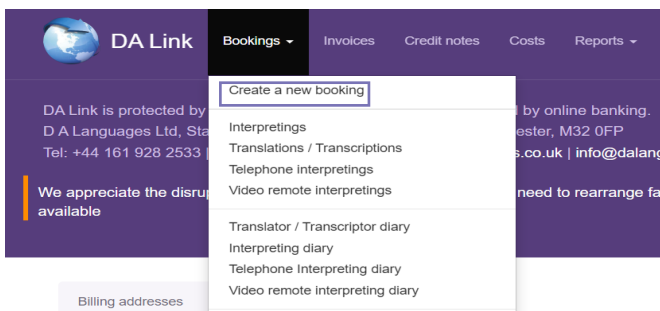 DA Link Bookings Invoices Credit notes Costs Reports
Create a new booking
DA Link is protected by
l by online banking.
Interpretings
D A Languages Ltd, Sta
ester, M32 0FP
Translations / Transcriptions
Tel: +44 161 928 2533 |
s.co.uk | info@dalang
Telephone interpretings
We appreciate the disrup
need to rearrange fa
Video remote interpretings
available
Translator / Transcriptor diary
Interpreting diary
Telephone Interpreting diary
Video remote interpreting diary
Billing addresses